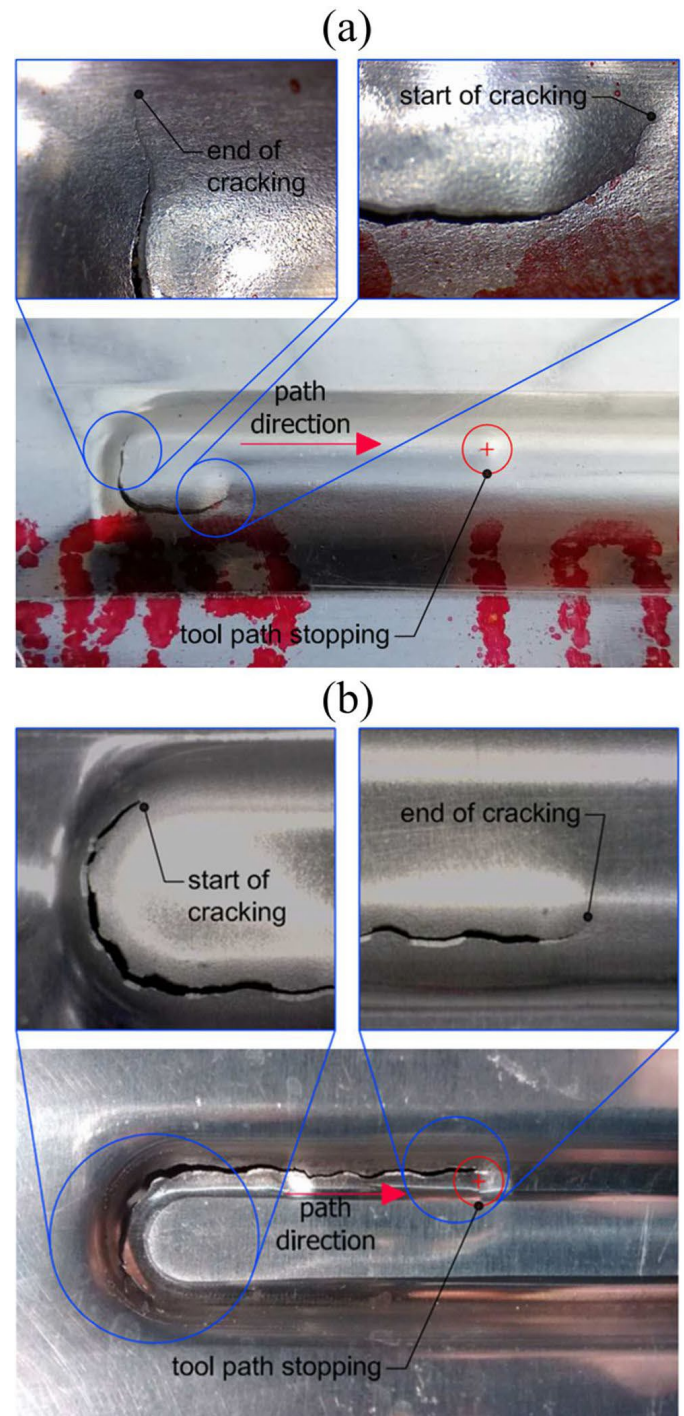 (a)
end of
cracking
start of cracking
path
direction
tool path stopping
(b)
start of
cracking
end of cracking
path
direction
tool path stopping